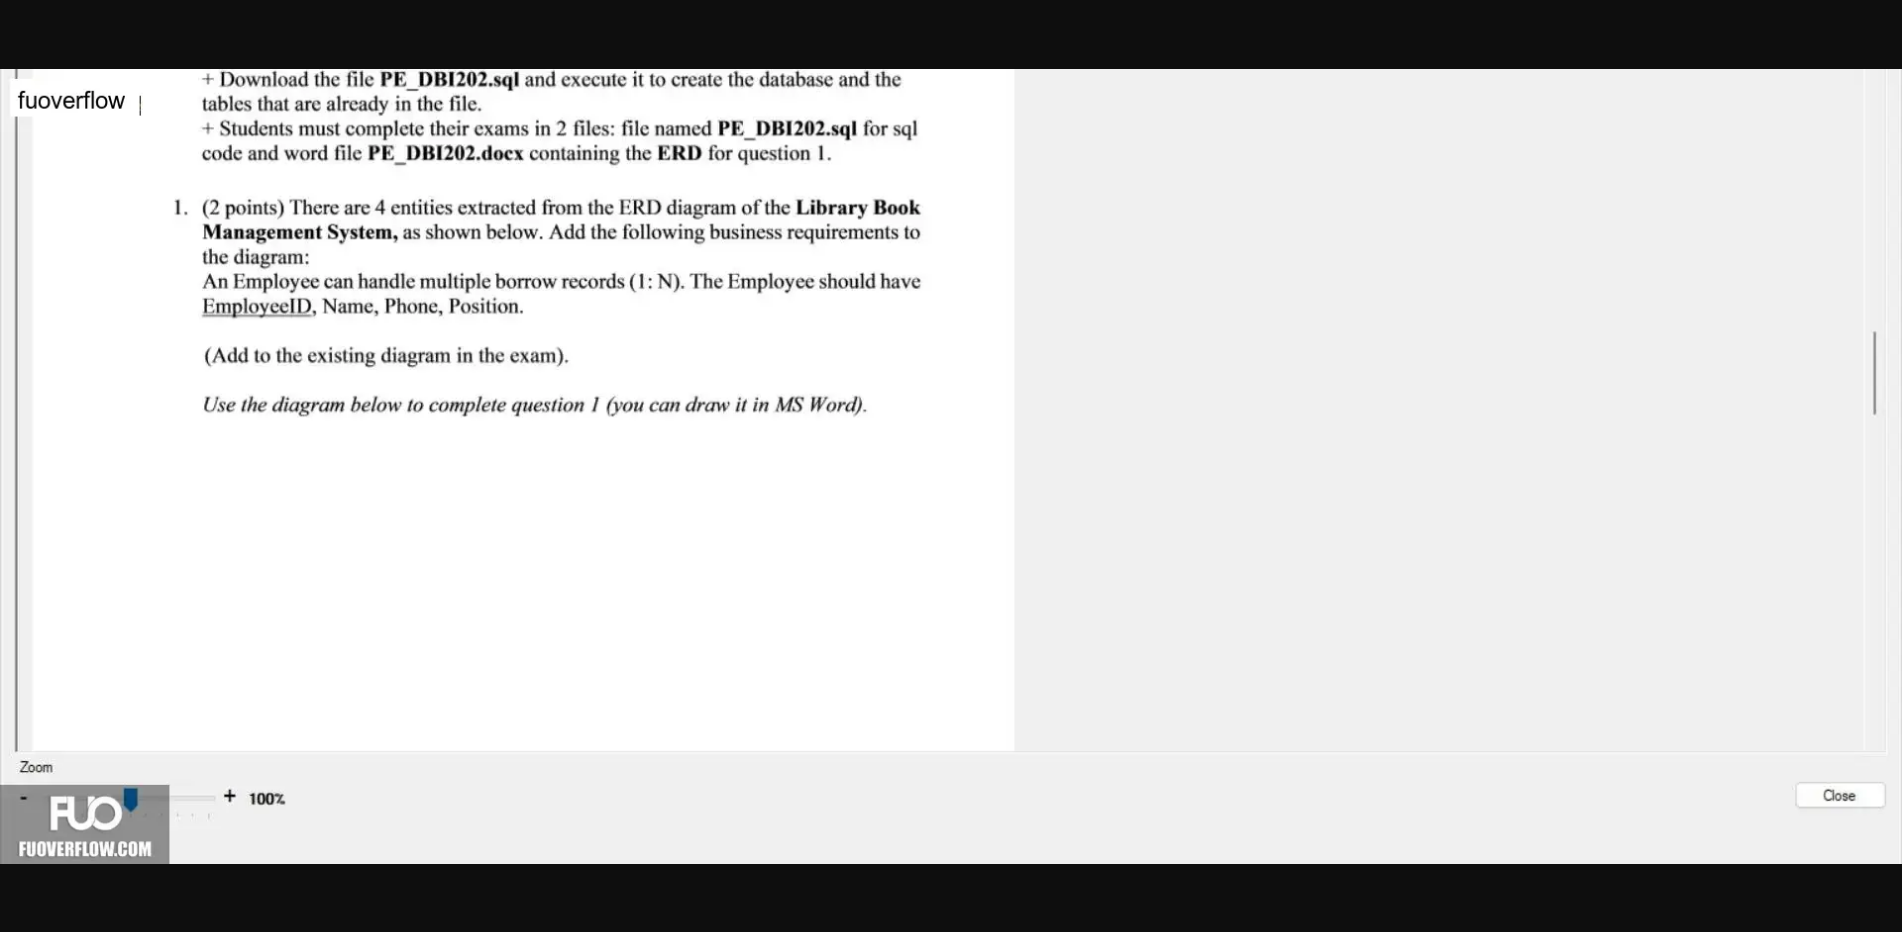 + Download the file PE_DBI202.sql and execute it to create the database and the
fuoverflow
tables that are already in the file.
+ Students must complete their exams in 2 files: file named PE_DBI202.sql for sql
code and word file PE_DBI202.docx containing the ERD for question 1.
1. (2 points) There are 4 entities extracted from the ERD diagram of the Library Book
Management System, as shown below. Add the following business requirements to
the diagram:
An Employee can handle multiple borrow records (1: N). The Employee should have
EmployeeID, Name, Phone, Position.
(Add to the existing diagram in the exam).
Use the diagram below to complete question 1 (you can draw it in MS Word).
Zoom
- + 100%
Close
FUO
FUOVERFLOW.COM